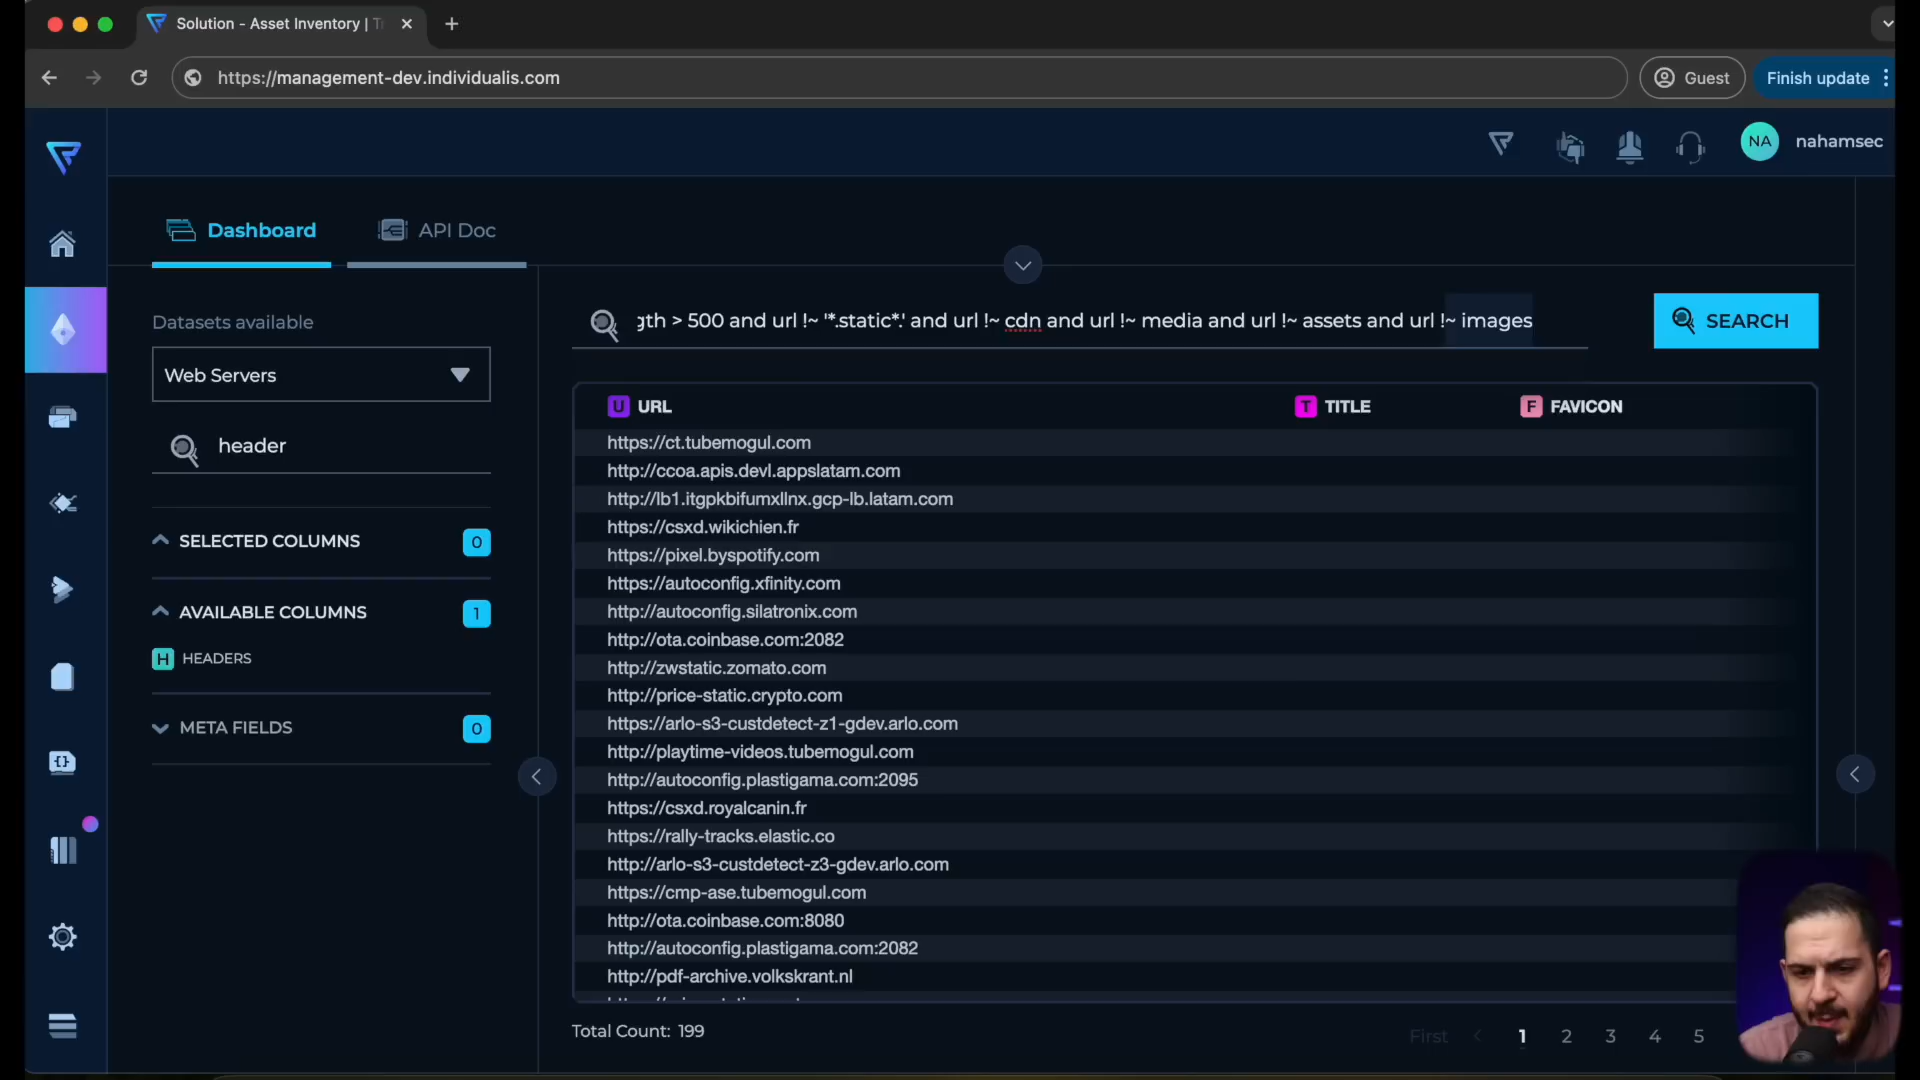 Solution - Asset Inventory | Tr
https://management-dev.individualis.com
Guest
Finish update
NA
nahamsec
Dashboard
API Doc
Datasets available
Web Servers
header
SELECTED COLUMNS
0
AVAILABLE COLUMNS
1
H HEADERS
META FIELDS
0
gth > 500 and url !~ '*.static*.' and url !~ cdn and url !~ media and url !~ assets and url !~ images
SEARCH
U URL
T TITLE
F FAVICON
https://ct.tubemogul.com
http://ccoa.apis.devl.appslatam.com
http://lb1.itgpkbifumxllnx.gcp-lb.latam.com
https://csxd.wikichien.fr
https://pixel.byspotify.com
https://autoconfig.xfinity.com
http://autoconfig.silatronix.com
http://ota.coinbase.com:2082
http://zwstatic.zomato.com
http://price-static.crypto.com
https://arlo-s3-custdetect-z1-gdev.arlo.com
http://playtime-videos.tubemogul.com
http://autoconfig.plastigama.com:2095
https://csxd.royalcanin.fr
https://rally-tracks.elastic.co
http://arlo-s3-custdetect-z3-gdev.arlo.com
https://cmp-ase.tubemogul.com
http://ota.coinbase.com:8080
http://autoconfig.plastigama.com:2082
http://pdf-archive.volkskrant.nl
Total Count: 199
First
1
2
3
4
5